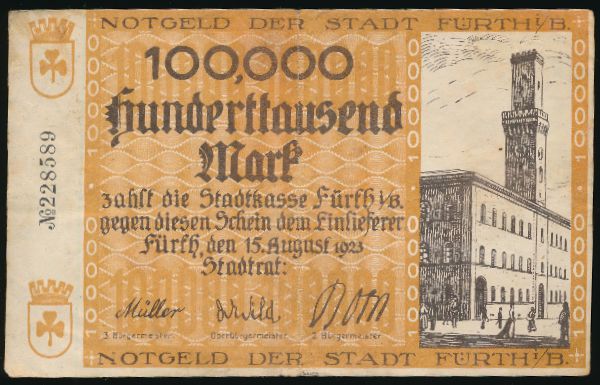 NOTGELD DER STADT FÜRTH i/B.
100,000
Hunderttausend
Mark
zahlt die Stadtkasse Fürth i/B.
gegen diesen Schein dem Einlieferer
Fürth, den 15. August 1923
Stadtrat:
Müller
3. Bürgermeister. Oberbürgermeister. 2. Bürgermeister
NOTGELD DER STADT FÜRTH i/B.
№228589